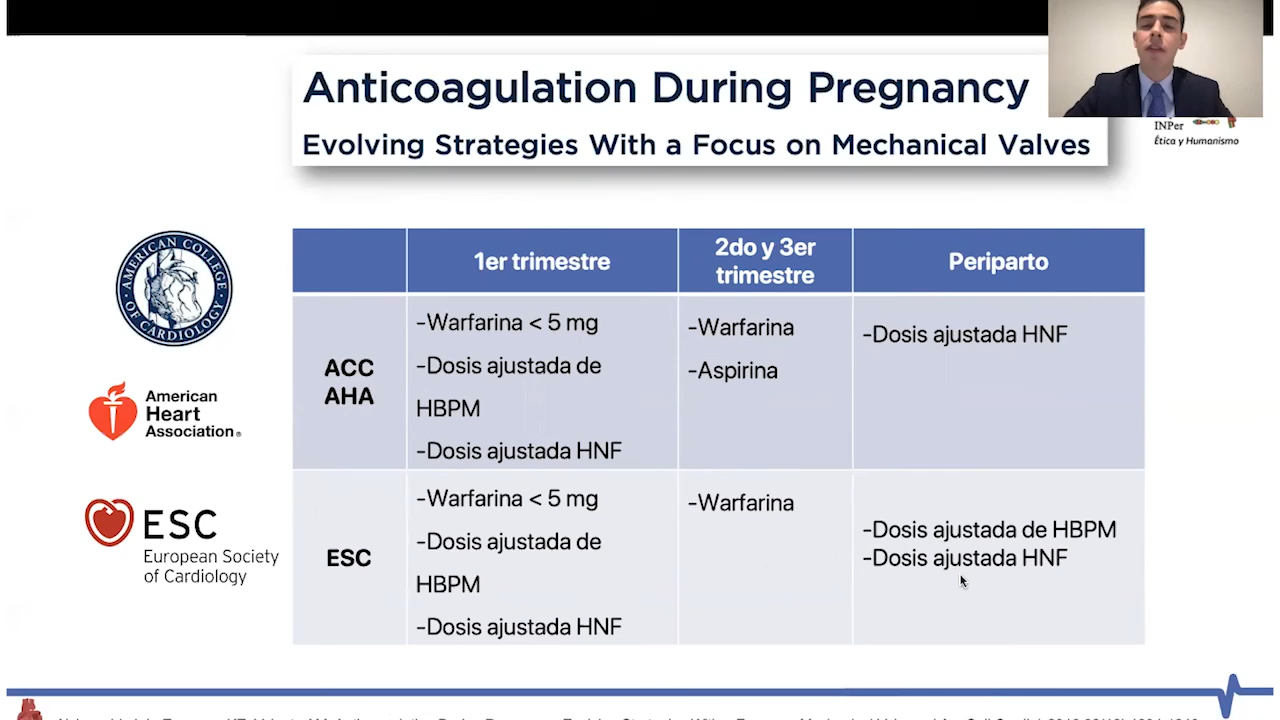 Anticoagulation During Pregnancy
Evolving Strategies With a Focus on Mechanical Valves
INPer
Ética y Humanismo
AMERICAN COLLEGE OF CARDIOLOGY
American
Heart
Association®
ESC
European Society
of Cardiology
1er trimestre
2do y 3er
trimestre
Periparto
ACC
AHA
-Warfarina < 5 mg
-Dosis ajustada de
HBPM
-Dosis ajustada HNF
-Warfarina
-Aspirina
-Dosis ajustada HNF
ESC
-Warfarina < 5 mg
-Dosis ajustada de
HBPM
-Dosis ajustada HNF
-Warfarina
-Dosis ajustada de HBPM
-Dosis ajustada HNF